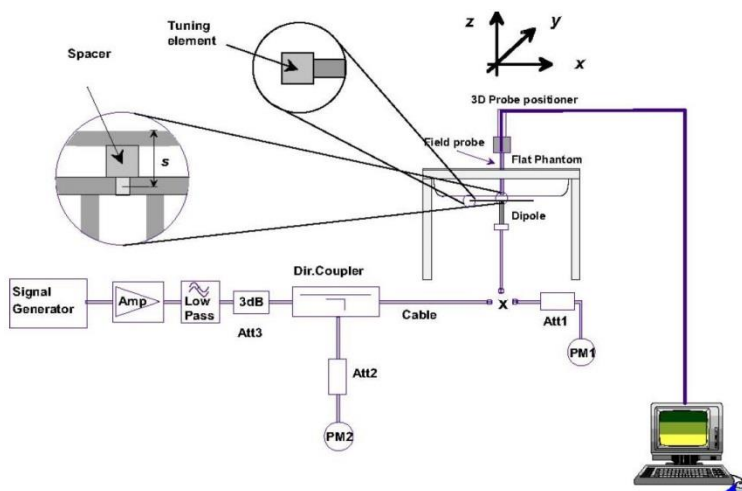 Tuning
element
Spacer
s
z
y
x
3D Probe positioner
Field probe
Flat Phantom
Dipole
Dir.Coupler
Signal
Generator
Amp
Low
Pass
3dB
Att3
Cable
x
Att1
PM1
Att2
PM2